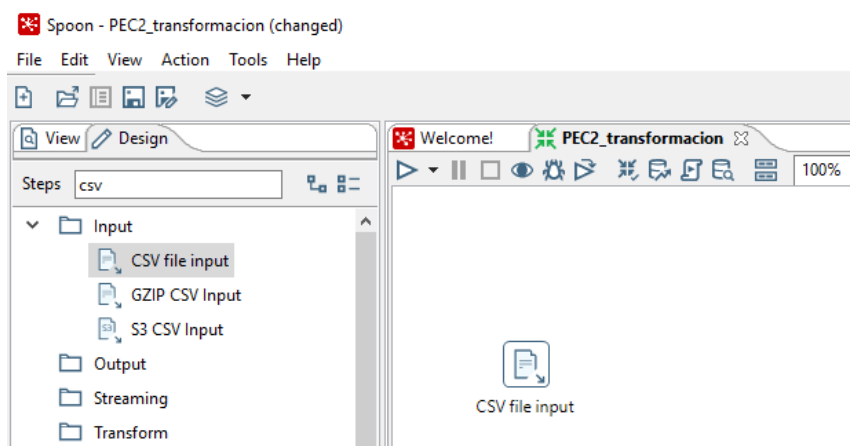 Spoon - PEC2_transformacion (changed)
File Edit View Action Tools Help
View Design
Welcome! PEC2_transformacion
Steps csv
100%
Input
CSV file input
GZIP CSV Input
S3 S3 CSV Input
Output
Streaming
Transform
CSV file input